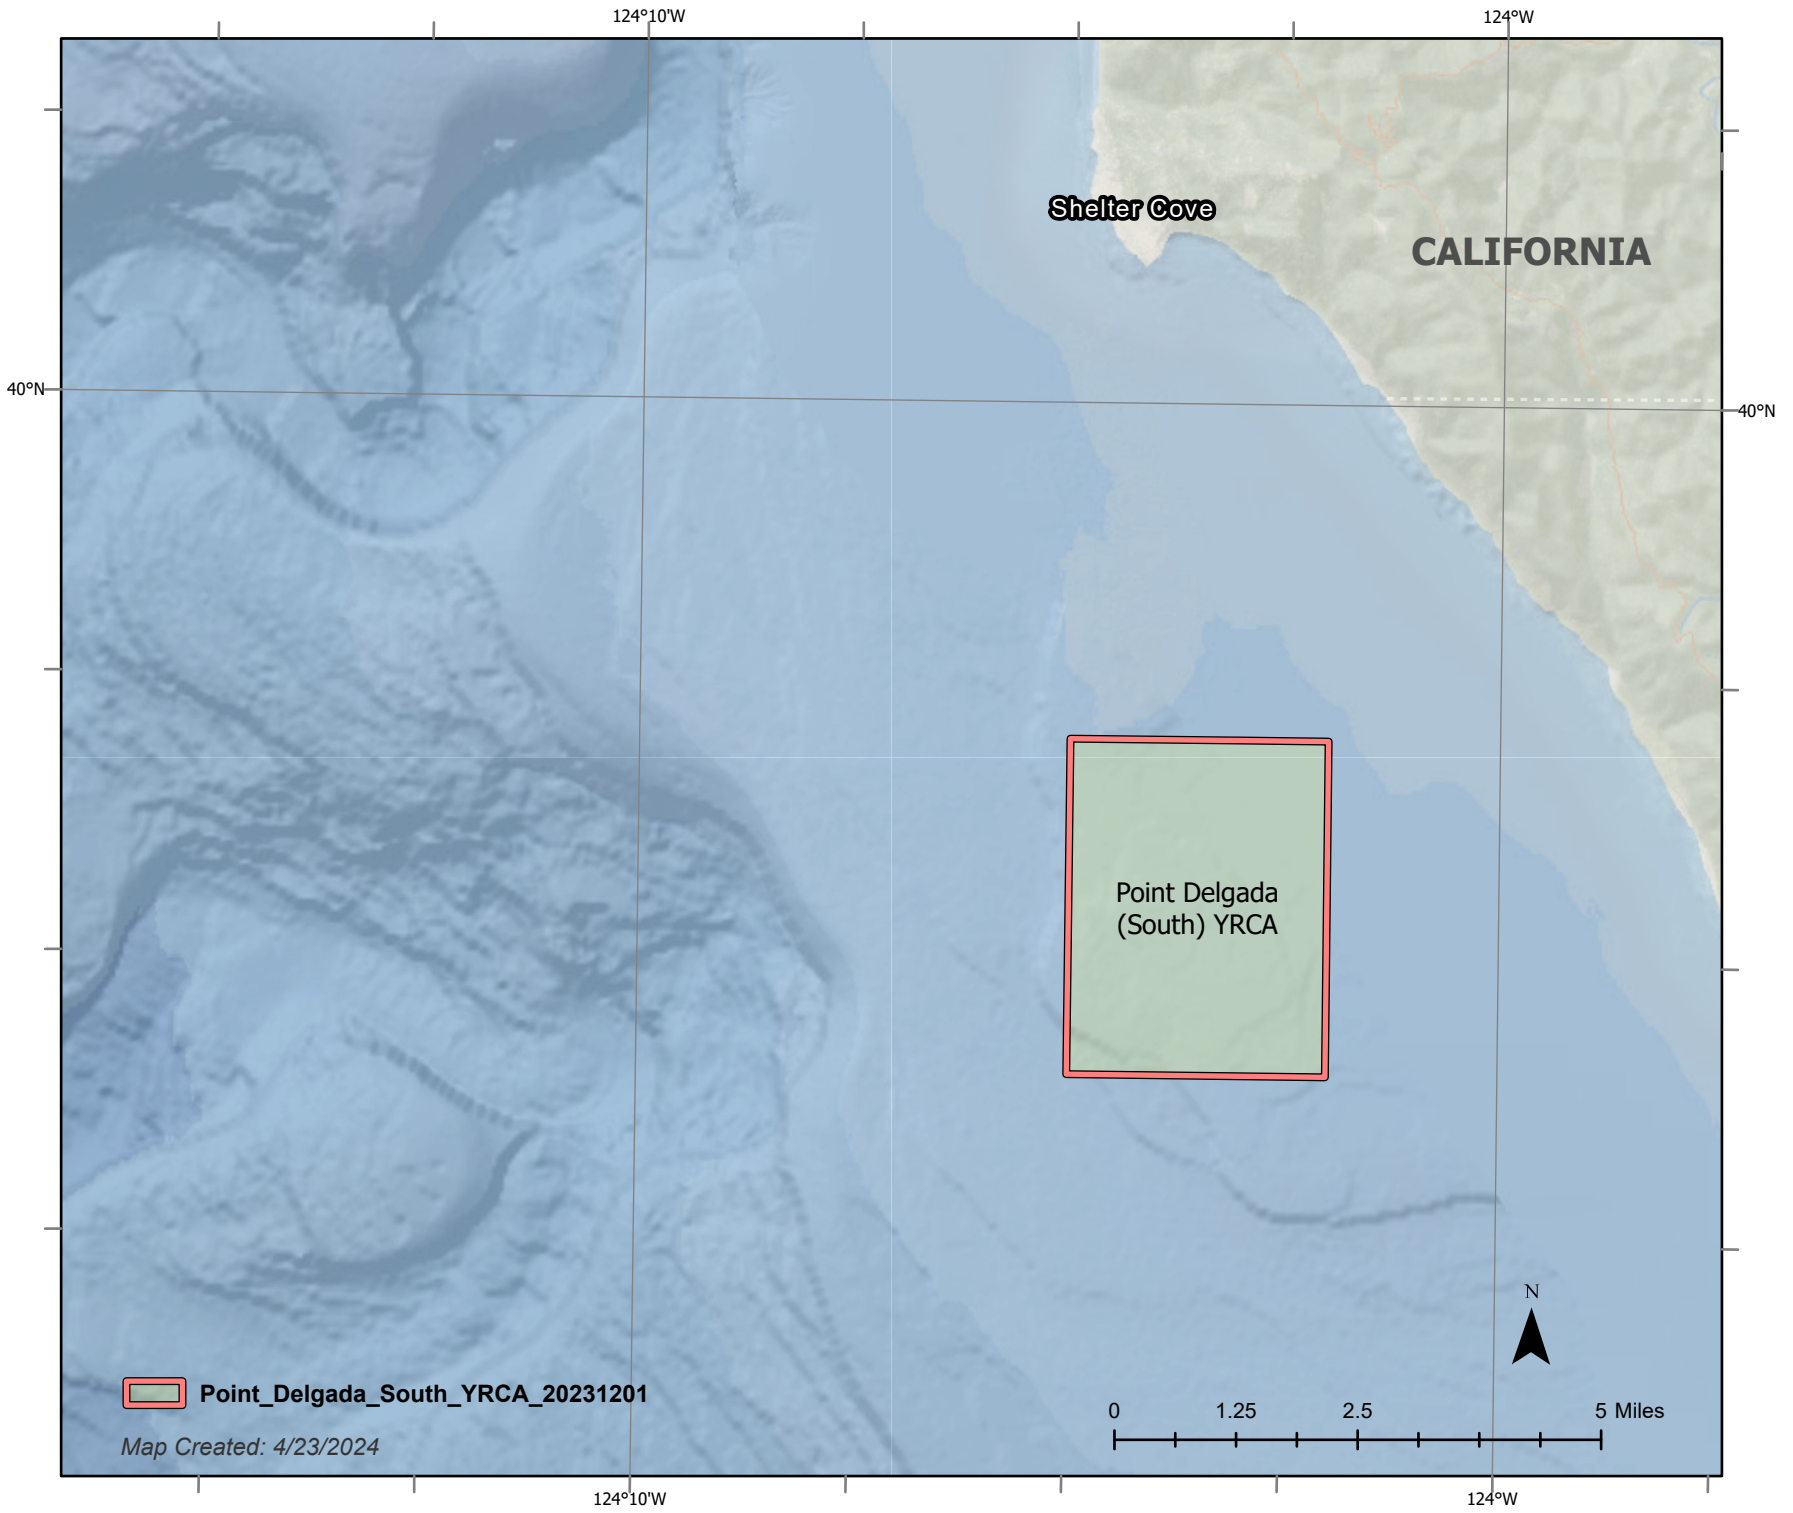 124°10'W
124°W
Shelter Cove
CALIFORNIA
40°N
40°N
Point Delgada
(South) YRCA
N
Point_Delgada_South_YRCA_20231201
0 1.25 2.5 5 Miles
Map Created: 4/23/2024
124°10'W
124°W